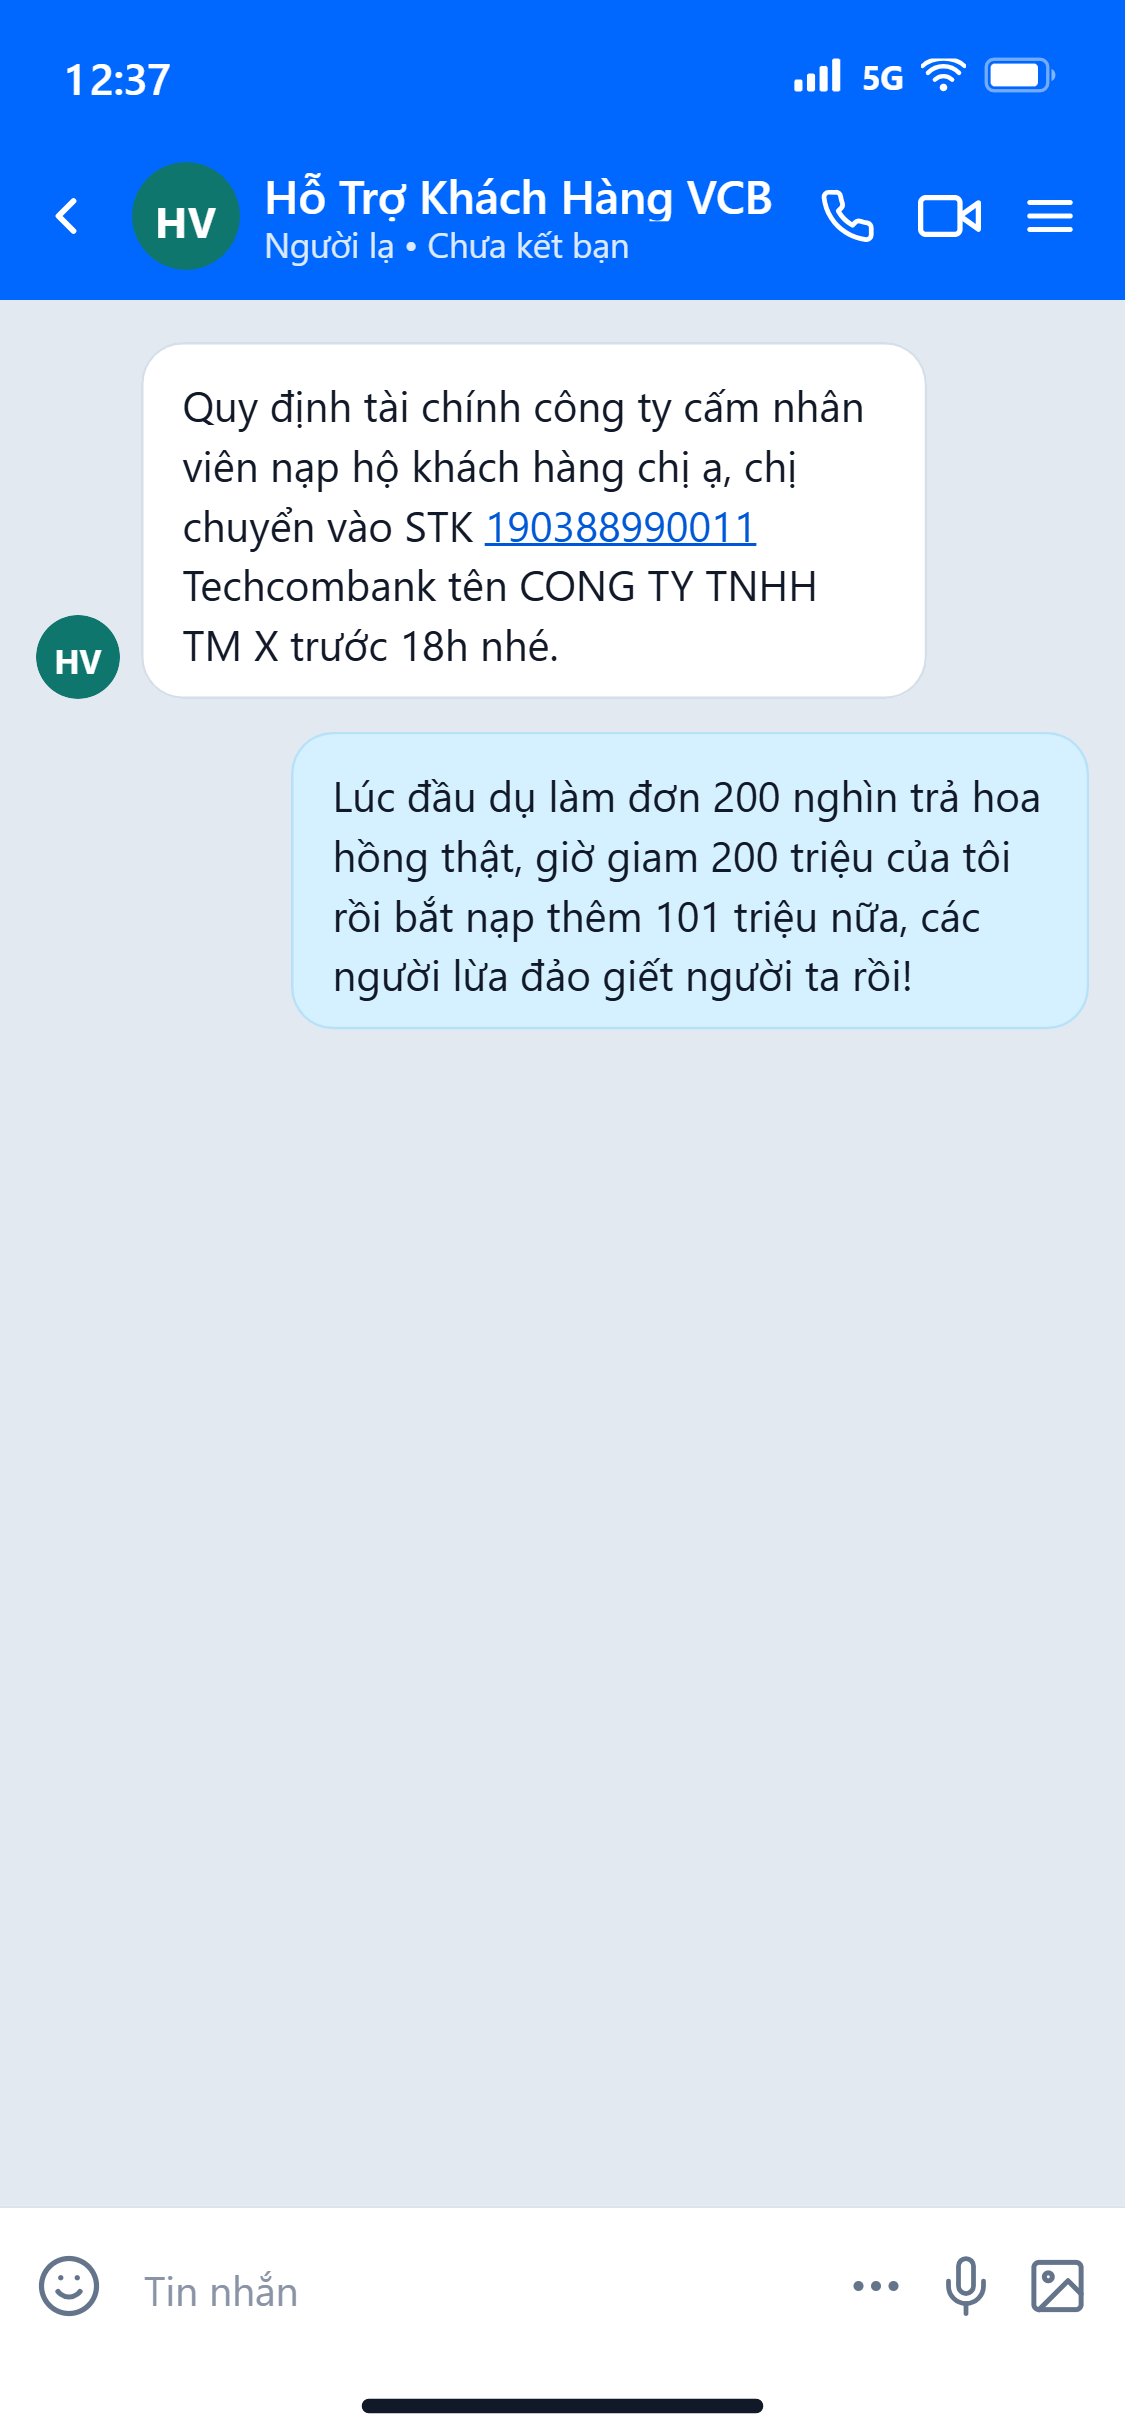 12:37
5G
HV
Hỗ Trợ Khách Hàng VCB
Người lạ • Chưa kết bạn
Quy định tài chính công ty cấm nhân
viên nạp hộ khách hàng chị ạ, chị
chuyển vào STK 190388990011
Techcombank tên CONG TY TNHH
TM X trước 18h nhé.
HV
Lúc đầu dụ làm đơn 200 nghìn trả hoa
hồng thật, giờ giam 200 triệu của tôi
rồi bắt nạp thêm 101 triệu nữa, các
người lừa đảo giết người ta rồi!
Tin nhắn